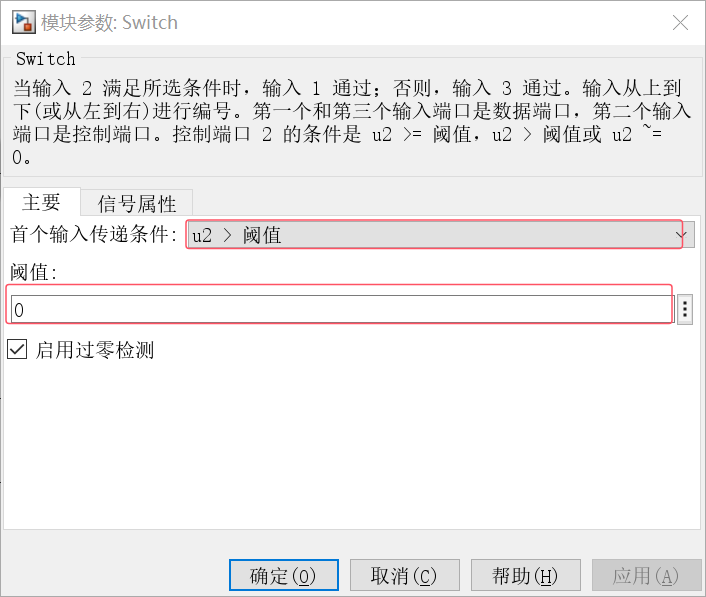 模块参数: Switch
Switch
当输入 2 满足所选条件时，输入 1 通过；否则，输入 3 通过。输入从上到
下(或从左到右)进行编号。第一个和第三个输入端口是数据端口，第二个输入
端口是控制端口。控制端口 2 的条件是 u2 >= 阈值，u2 > 阈值或 u2 ~=
0。
主要 信号属性
首个输入传递条件: u2 > 阈值
阈值:
0
启用过零检测
确定(O) 取消(C) 帮助(H) 应用(A)